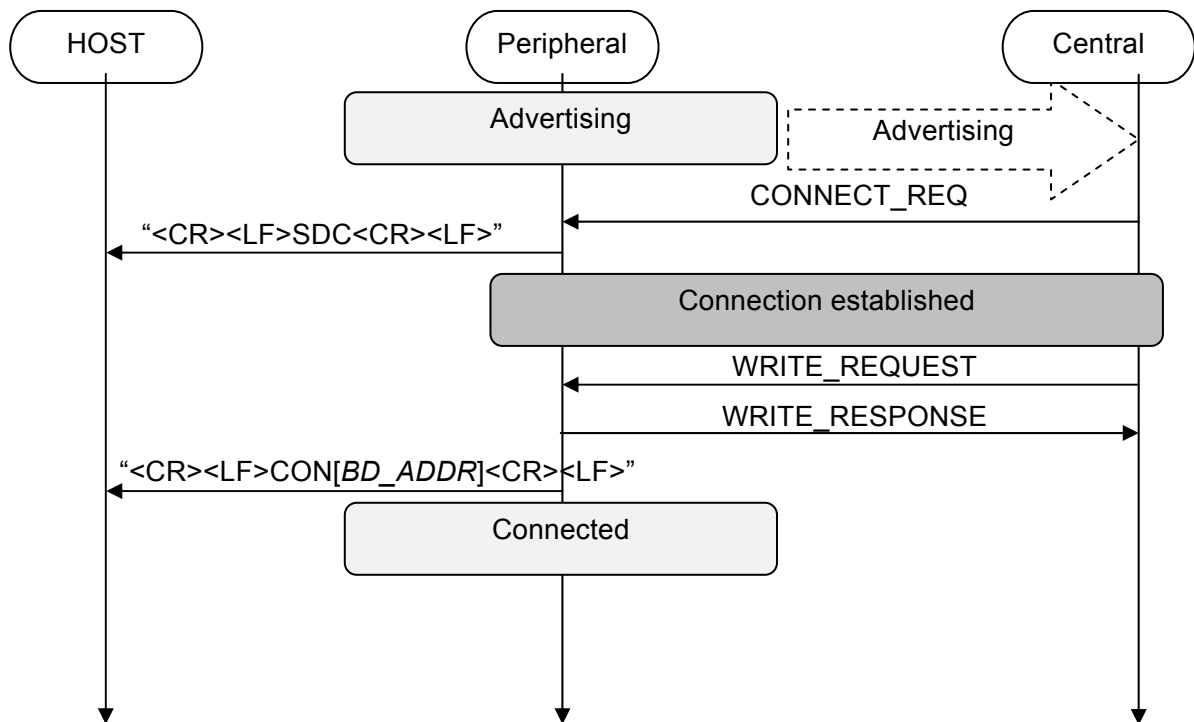 HOST
Peripheral
Central
Advertising
Advertising
CONNECT_REQ
“<CR><LF>SDC<CR><LF>”
Connection established
WRITE_REQUEST
WRITE_RESPONSE
“<CR><LF>CON[BD_ADDR]<CR><LF>”
Connected